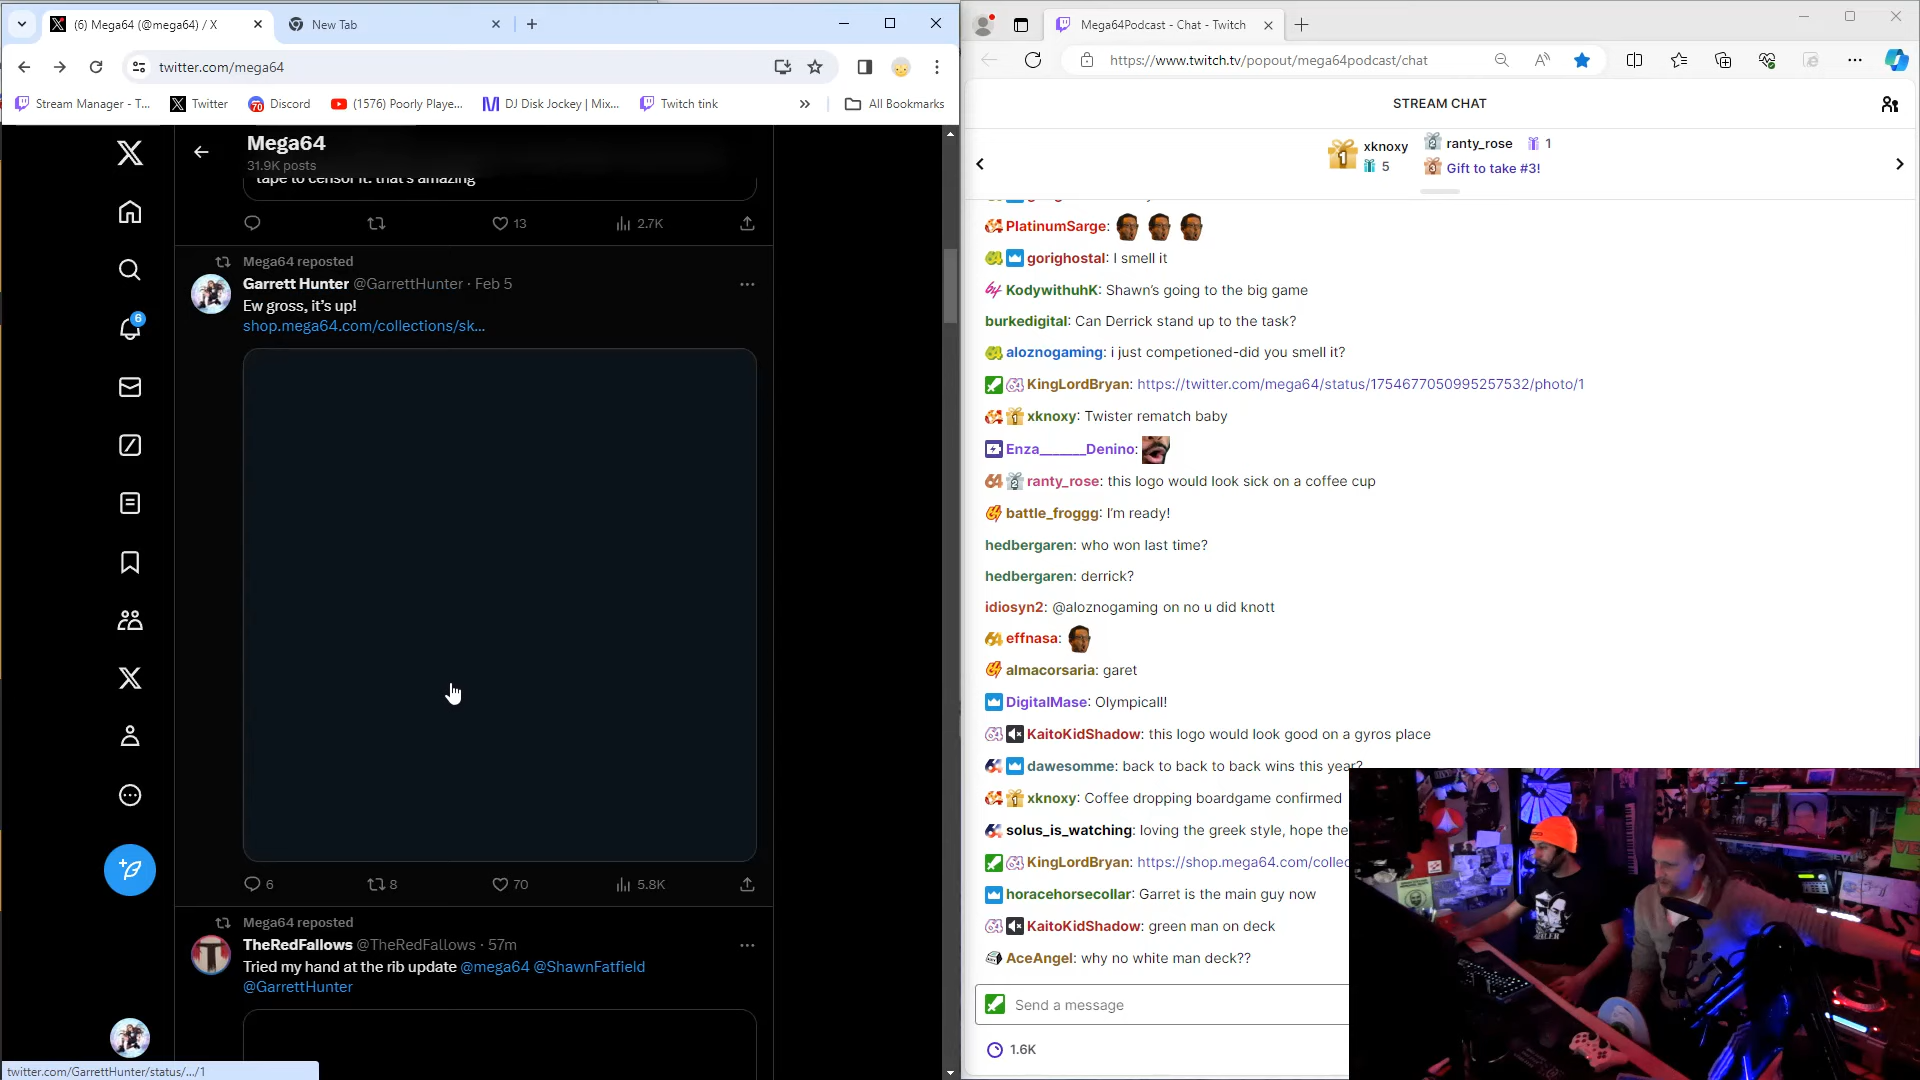 (6) Mega64 (@mega64) / X
New Tab
twitter.com/mega64
Stream Manager - T...
Twitter
Discord
(1576) Poorly Playe...
DJ Disk Jockey | Mix...
Twitch tink
All Bookmarks
Mega64
31.9K posts
tape to censor it. that's amazing
13
2.7K
Mega64 reposted
Garrett Hunter @GarrettHunter · Feb 5
Ew gross, it's up!
shop.mega64.com/collections/sk...
6
8
70
5.8K
Mega64 reposted
TheRedFallows @TheRedFallows · 57m
Tried my hand at the rib update @mega64 @ShawnFatfield
@GarrettHunter
6
twitter.com/GarrettHunter/status/.../1
Mega64Podcast - Chat - Twitch
https://www.twitch.tv/popout/mega64podcast/chat
STREAM CHAT
1
xknoxy
5
2
ranty_rose
1
3
Gift to take #3!
PlatinumSarge:
gorighostal: I smell it
KodywithuhK: Shawn's going to the big game
burkedigital: Can Derrick stand up to the task?
aloznogaming: i just competioned-did you smell it?
KingLordBryan: https://twitter.com/mega64/status/1754677050995257532/photo/1
xknoxy: Twister rematch baby
Enza______Denino:
ranty_rose: this logo would look sick on a coffee cup
battle_froggg: I'm ready!
hedbergaren: who won last time?
hedbergaren: derrick?
idiosyn2: @aloznogaming on no u did knott
effnasa:
almacorsaria: garet
DigitalMase: Olympicall!
KaitoKidShadow: this logo would look good on a gyros place
dawesomme: back to back to back wins this year?
xknoxy: Coffee dropping boardgame confirmed
solus_is_watching: loving the greek style, hope the
KingLordBryan: https://shop.mega64.com/collec
horacehorsecollar: Garret is the main guy now
KaitoKidShadow: green man on deck
AceAngel: why no white man deck??
Send a message
1.6K